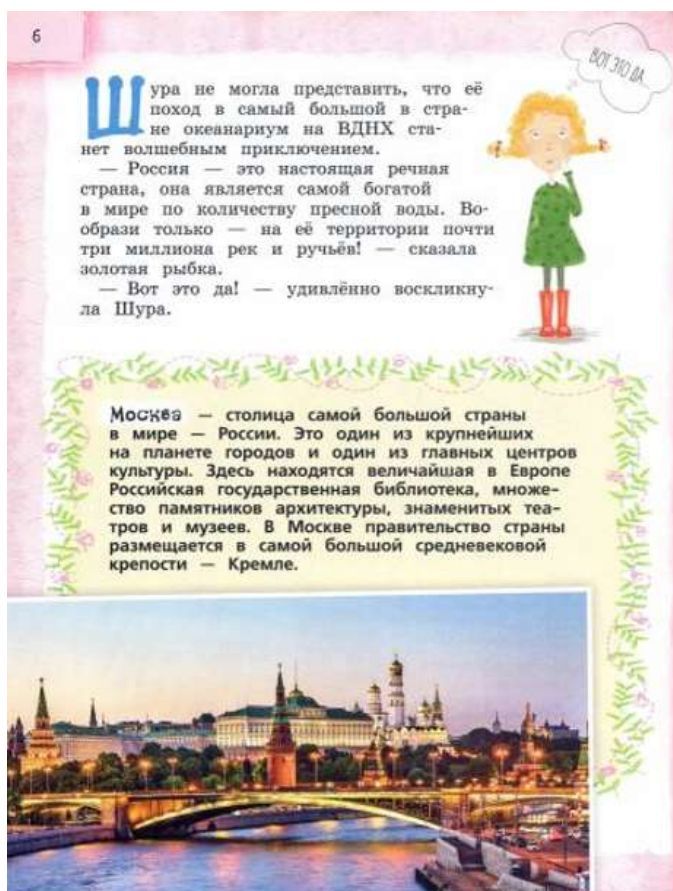 6
ВОТ ЭТО ДА...
Шура не могла представить, что её
поход в самый большой в стра-
не океанариум на ВДНХ ста-
нет волшебным приключением.
— Россия — это настоящая речная
страна, она является самой богатой
в мире по количеству пресной воды. Во-
образи только — на её территории почти
три миллиона рек и ручьёв! — сказала
золотая рыбка.
— Вот это да! — удивлённо воскликну-
ла Шура.
Москва — столица самой большой страны
в мире — России. Это один из крупнейших
на планете городов и один из главных центров
культуры. Здесь находятся величайшая в Европе
Российская государственная библиотека, множе-
ство памятников архитектуры, знаменитых теа-
тров и музеев. В Москве правительство страны
размещается в самой большой средневековой
крепости — Кремле.